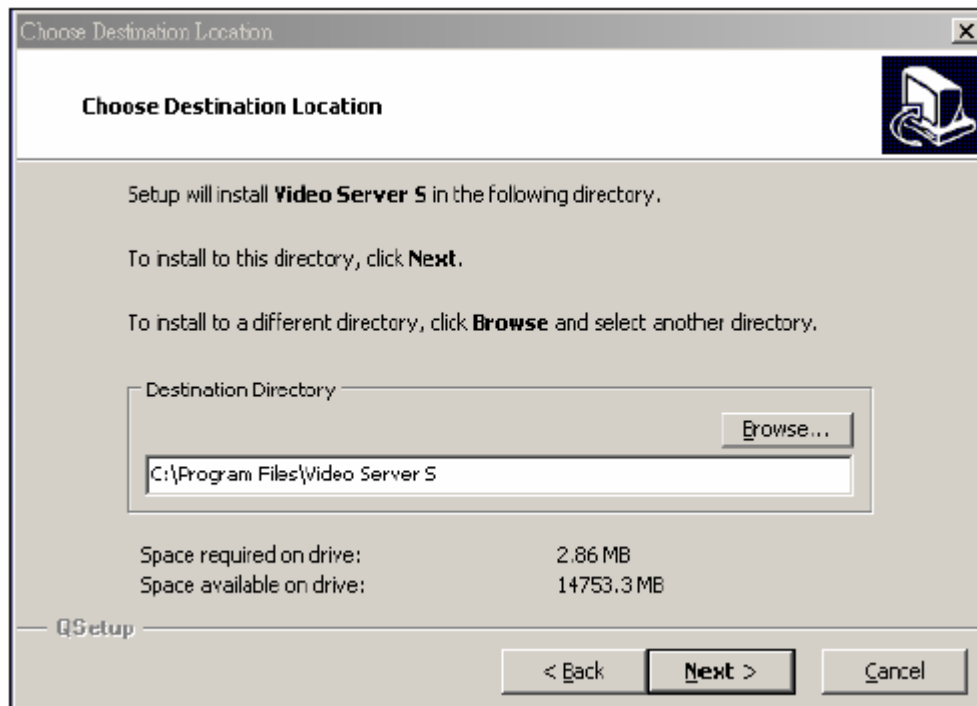 Choose Destination Location
Choose Destination Location
Setup will install Video Server S in the following directory.
To install to this directory, click Next.
To install to a different directory, click Browse and select another directory.
Destination Directory
Browse...
C:\Program Files\Video Server S
Space required on drive: 2.86 MB
Space available on drive: 14753.3 MB
QSetup
< Back Next > Cancel